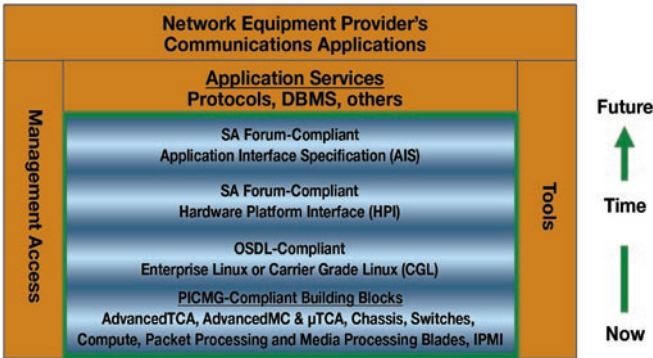 Network Equipment Provider's
Communications Applications
Management Access
Application Services
Protocols, DBMS, others
SA Forum-Compliant
Application Interface Specification (AIS)
SA Forum-Compliant
Hardware Platform Interface (HPI)
OSDL-Compliant
Enterprise Linux or Carrier Grade Linux (CGL)
PICMG-Compliant Building Blocks
AdvancedTCA, AdvancedMC & µTCA, Chassis, Switches,
Compute, Packet Processing and Media Processing Blades, IPMI
Tools
Future
Time
Now